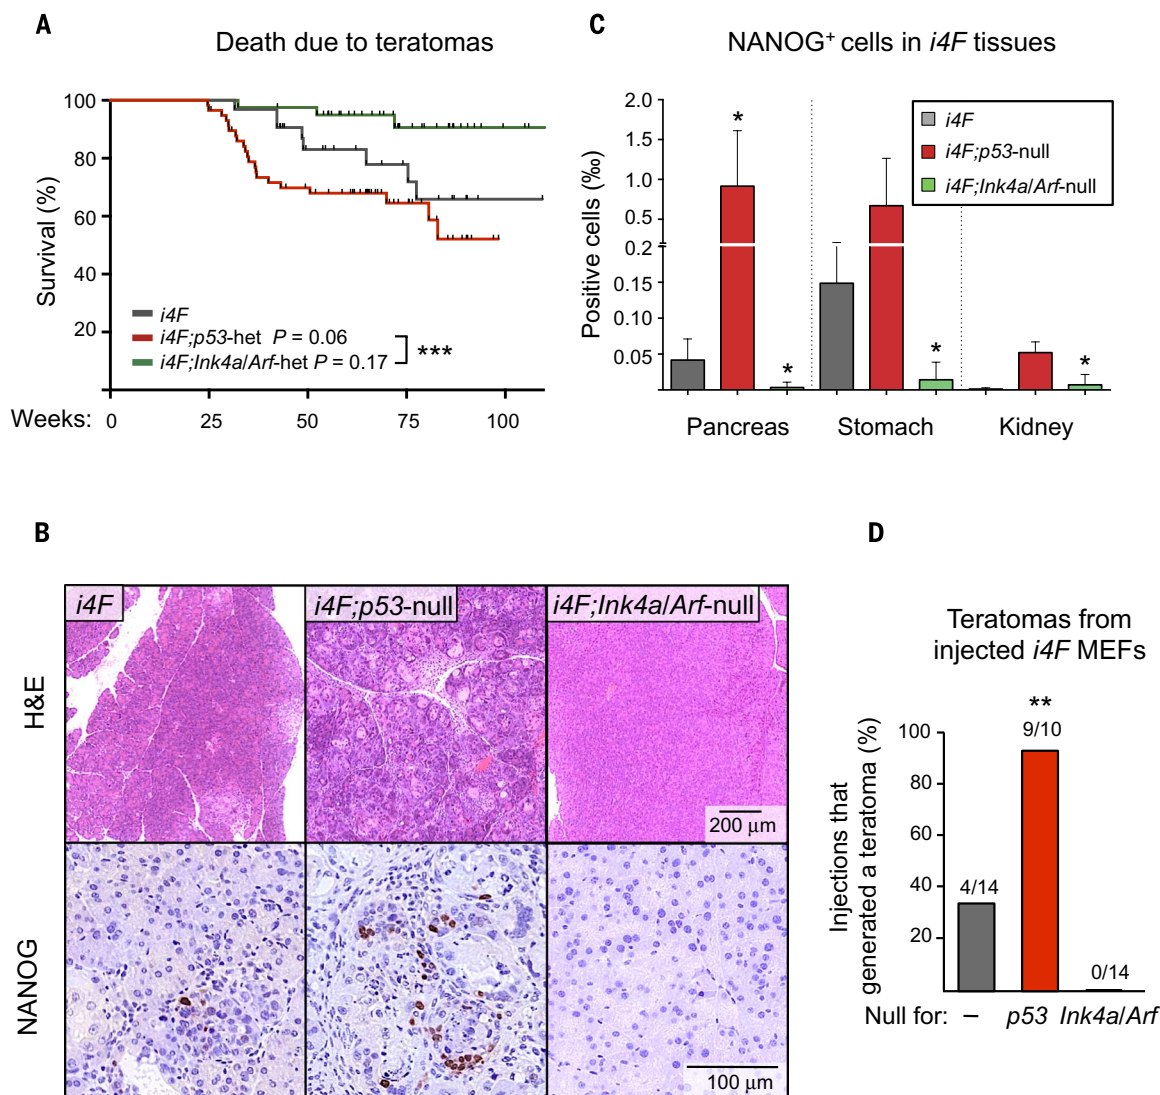 A
Death due to teratomas
Survival (%)
100
80
60
40
20
i4F
i4F;p53-het P = 0.06
i4F;Ink4a/Arf-het P = 0.17
***
Weeks: 0 25 50 75 100
C
NANOG+ cells in i4F tissues
Positive cells (‰)
2.0
1.5
1.0
0.5
0.2
0.15
0.10
0.05
i4F
i4F;p53-null
i4F;Ink4a/Arf-null
*
*
*
*
Pancreas Stomach Kidney
B
i4F
i4F;p53-null
i4F;Ink4a/Arf-null
H&E
200 µm
NANOG
100 µm
D
Teratomas from
injected i4F MEFs
Injections that
generated a teratoma (%)
100
80
60
40
20
4/14
**
9/10
0/14
Null for: – p53 Ink4a/Arf